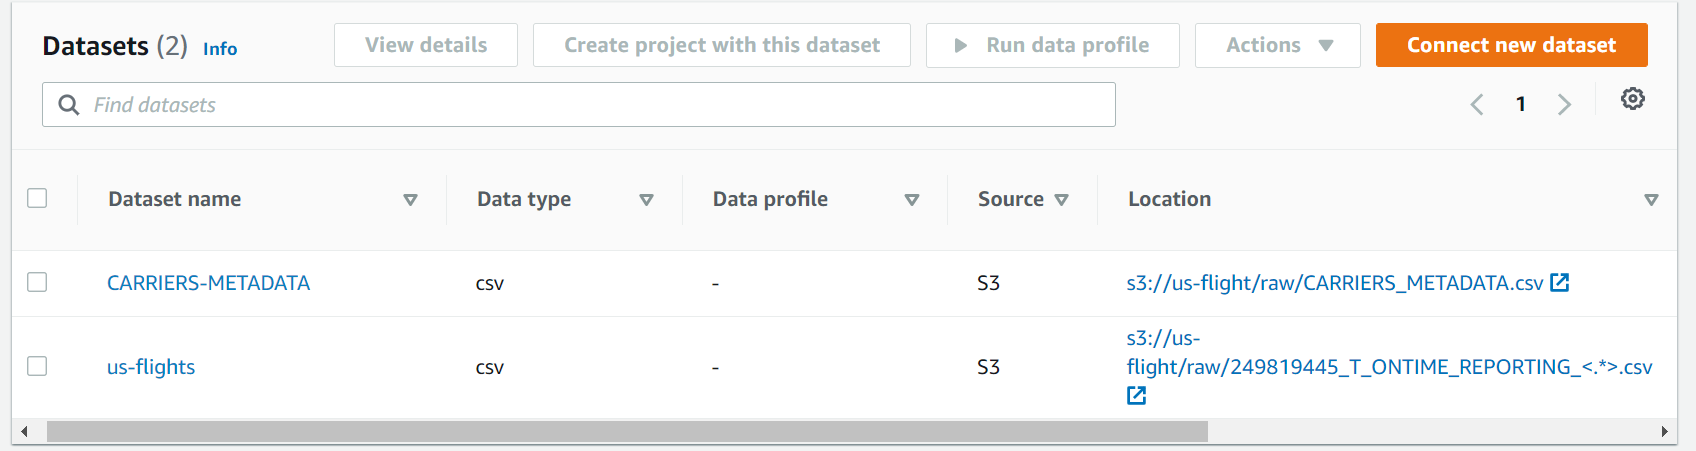 Datasets (2) Info View details Create project with this dataset Run data profile Actions Connect new dataset
Find datasets 1
Dataset name Data type Data profile Source Location
CARRIERS-METADATA csv - S3 s3://us-flight/raw/CARRIERS_METADATA.csv
us-flights csv - S3 s3://us-
flight/raw/249819445_T_ONTIME_REPORTING_<.*>.csv